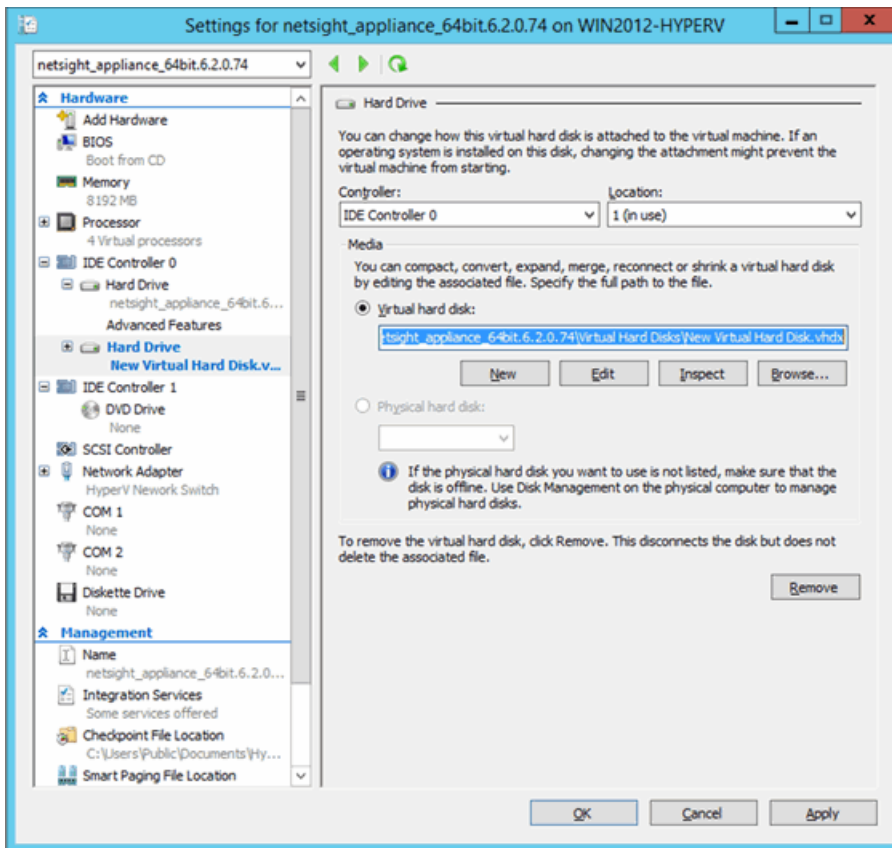 Settings for netsight_appliance_64bit.6.2.0.74 on WIN2012-HYPERV
netsight_appliance_64bit.6.2.0.74
Hardware
Add Hardware
BIOS
Boot from CD
Memory
8192 MB
Processor
4 Virtual processors
IDE Controller 0
Hard Drive
netsight_appliance_64bit.6...
Advanced Features
Hard Drive
New Virtual Hard Disk.v...
IDE Controller 1
DVD Drive
None
SCSI Controller
Network Adapter
HyperV Nework Switch
COM 1
None
COM 2
None
Diskette Drive
None
Management
Name
netsight_appliance_64bit.6.2.0...
Integration Services
Some services offered
Checkpoint File Location
C:\Users\Public\Documents\Hy...
Smart Paging File Location
Hard Drive
You can change how this virtual hard disk is attached to the virtual machine. If an
operating system is installed on this disk, changing the attachment might prevent the
virtual machine from starting.
Controller:
Location:
IDE Controller 0
1 (in use)
Media
You can compact, convert, expand, merge, reconnect or shrink a virtual hard disk
by editing the associated file. Specify the full path to the file.
Virtual hard disk:
etsight_appliance_64bit.6.2.0.74\Virtual Hard Disks\New Virtual Hard Disk.vhdx
New
Edit
Inspect
Browse...
Physical hard disk:
If the physical hard disk you want to use is not listed, make sure that the
disk is offline. Use Disk Management on the physical computer to manage
physical hard disks.
To remove the virtual hard disk, click Remove. This disconnects the disk but does not
delete the associated file.
Remove
OK
Cancel
Apply